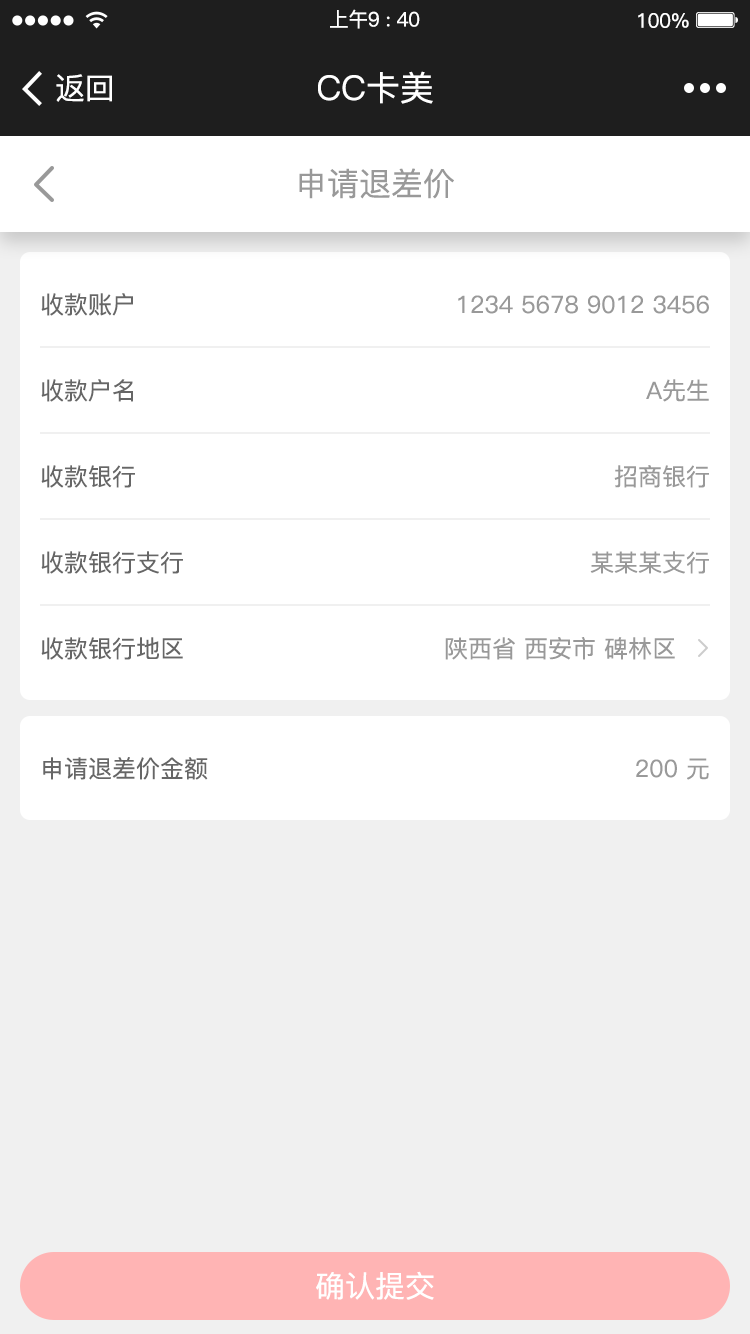 上午9 : 40
100%
返回
CC卡美
申请退差价
收款账户 1234 5678 9012 3456
收款户名 A先生
收款银行 招商银行
收款银行支行 某某某支行
收款银行地区 陕西省 西安市 碑林区
申请退差价金额 200 元
确认提交